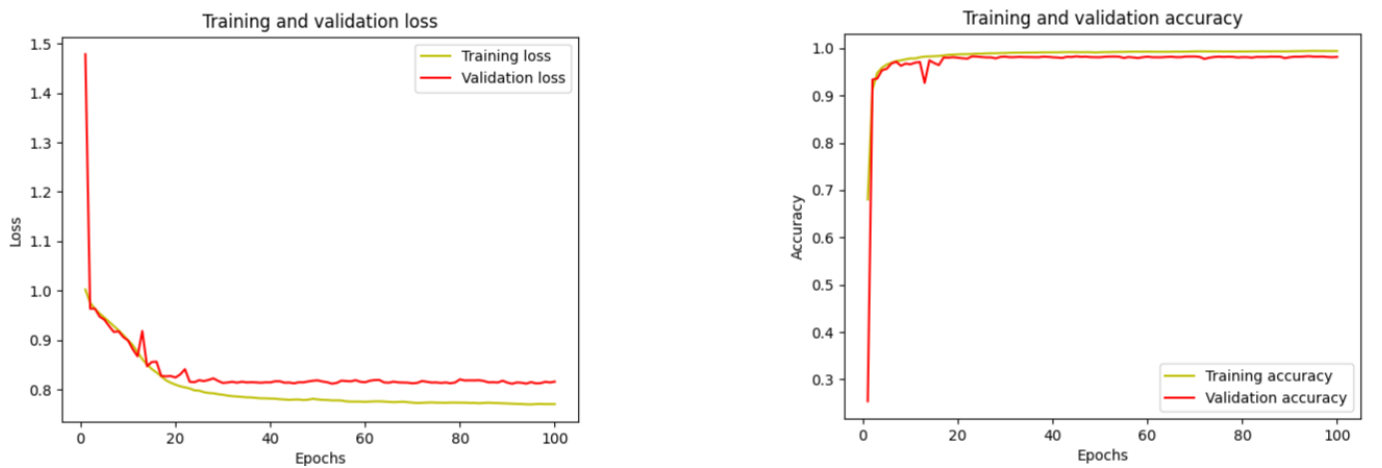 Training and validation loss
1.5
1.4
1.3
1.2
1.1
1.0
0.9
0.8
Loss
Training loss
Validation loss
0 20 40 60 80 100
Epochs
Training and validation accuracy
1.0
0.9
0.8
0.7
0.6
0.5
0.4
0.3
Accuracy
Training accuracy
Validation accuracy
0 20 40 60 80 100
Epochs